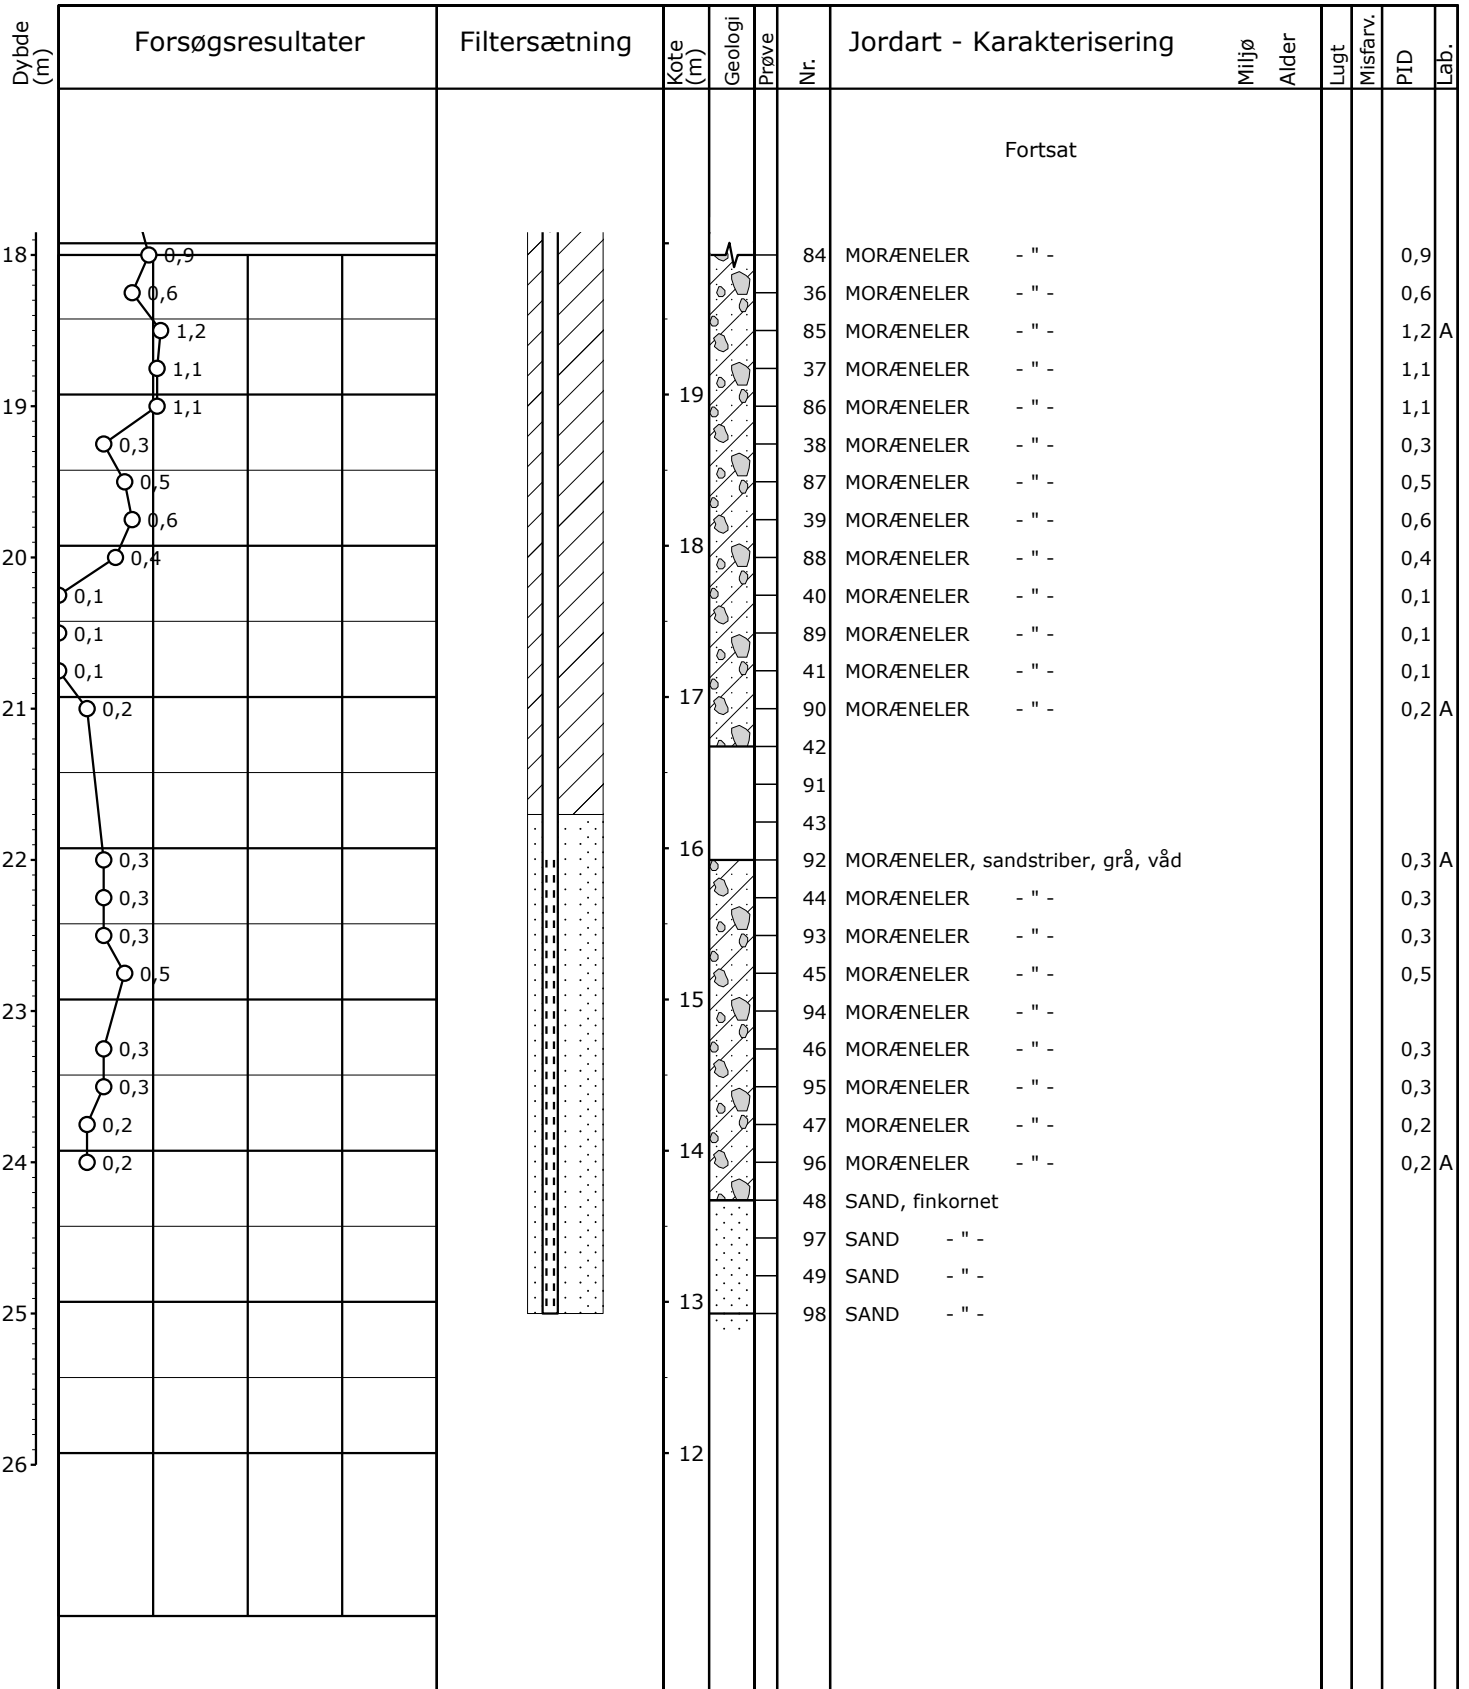 Dybde (m) Forsøgsresultater Filtersætning Kote (m) Geologi Prøve Nr. Jordart - Karakterisering Miljø Alder Lugt Misfarv. PID Lab.
Fortsat
18 0,9 84 MORÆNELER - " - 0,9
0,6 36 MORÆNELER - " - 0,6
1,2 85 MORÆNELER - " - 1,2 A
1,1 37 MORÆNELER - " - 1,1
19
19 1,1 86 MORÆNELER - " - 1,1
0,3 38 MORÆNELER - " - 0,3
0,5 87 MORÆNELER - " - 0,5
0,6 39 MORÆNELER - " - 0,6
18
20 0,4 88 MORÆNELER - " - 0,4
0,1 40 MORÆNELER - " - 0,1
0,1 89 MORÆNELER - " - 0,1
0,1 41 MORÆNELER - " - 0,1
17
21 0,2 90 MORÆNELER - " - 0,2 A
42
91
43
16
22 0,3 92 MORÆNELER, sandstriber, grå, våd 0,3 A
0,3 44 MORÆNELER - " - 0,3
0,3 93 MORÆNELER - " - 0,3
0,5 45 MORÆNELER - " - 0,5
15
23 94 MORÆNELER - " -
0,3 46 MORÆNELER - " - 0,3
0,3 95 MORÆNELER - " - 0,3
0,2 47 MORÆNELER - " - 0,2
14
24 0,2 96 MORÆNELER - " - 0,2 A
48 SAND, finkornet
97 SAND - " -
49 SAND - " -
13
25 98 SAND - " -
12
26